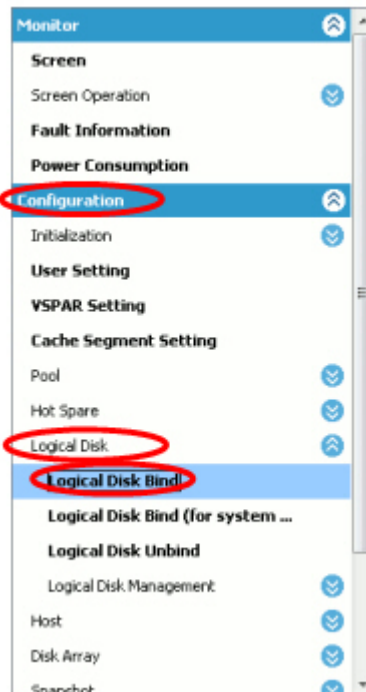 Monitor
Screen
Screen Operation
Fault Information
Power Consumption
Configuration
Initialization
User Setting
VSPAR Setting
Cache Segment Setting
Pool
Hot Spare
Logical Disk
Logical Disk Bind
Logical Disk Bind (for system ...
Logical Disk Unbind
Logical Disk Management
Host
Disk Array
Snapshot